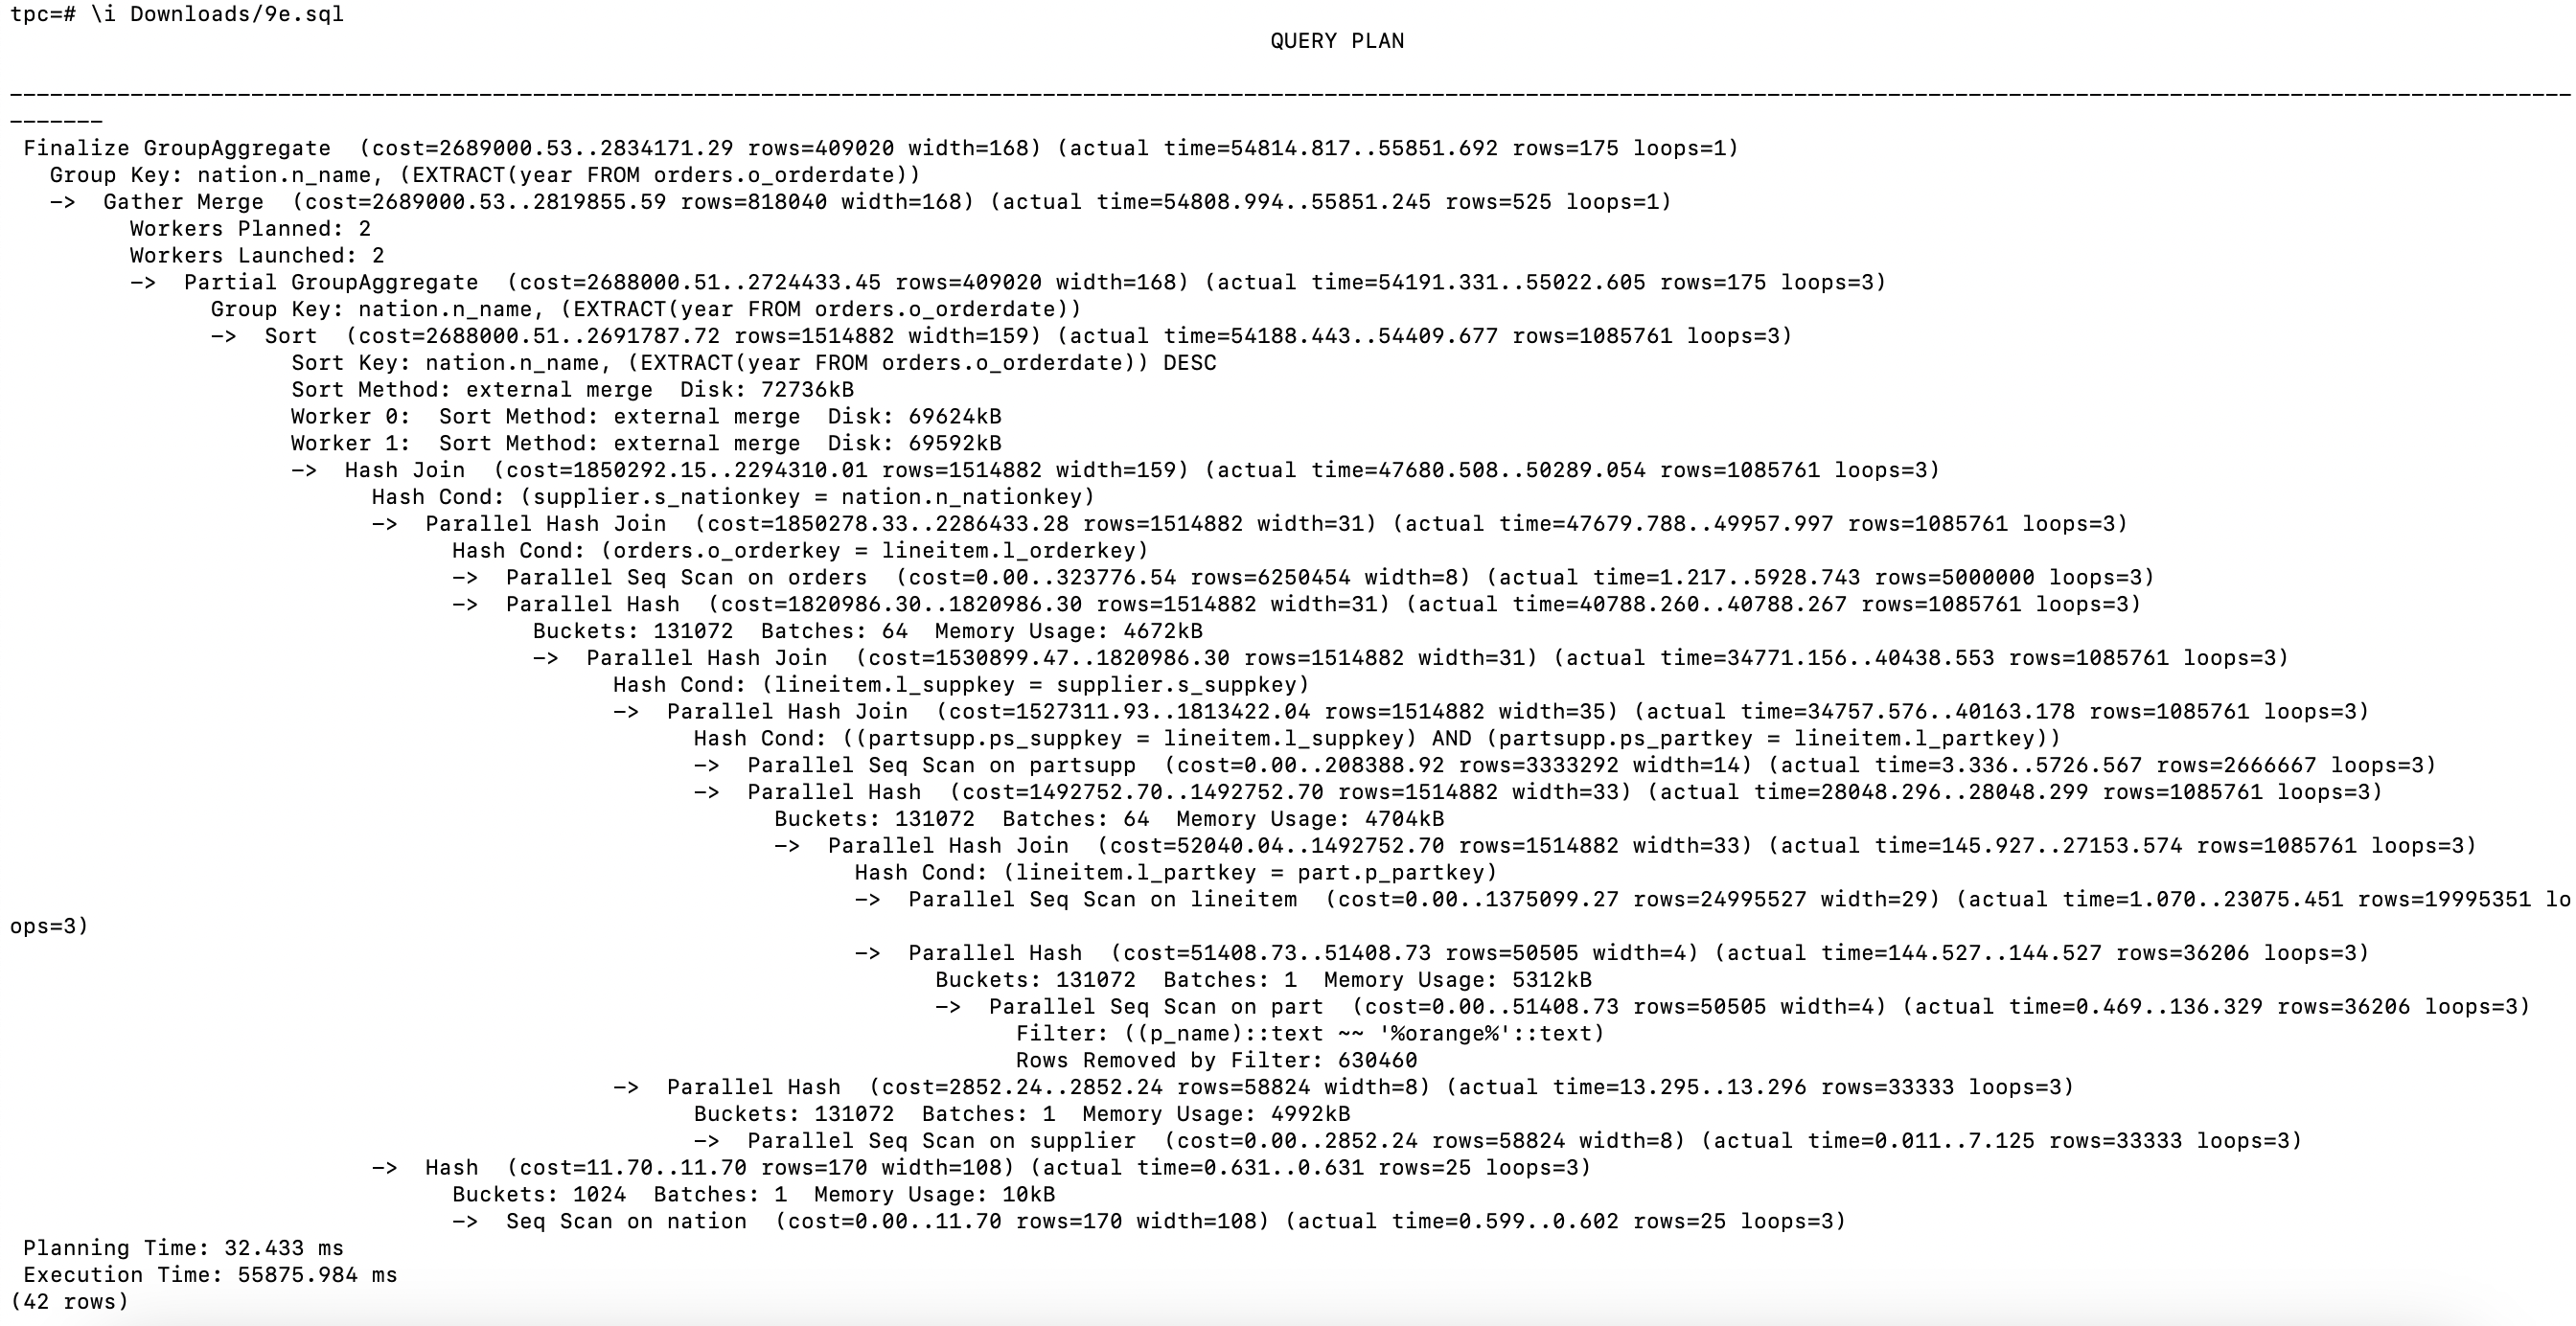 tpc=# \i Downloads/9e.sql
QUERY PLAN
--------------------------------------------------------------------------------------------------------------------------------------------------------------------------------------------------
-------
Finalize GroupAggregate  (cost=2689000.53..2834171.29 rows=409020 width=168) (actual time=54814.817..55851.692 rows=175 loops=1)
Group Key: nation.n_name, (EXTRACT(year FROM orders.o_orderdate))
->  Gather Merge  (cost=2689000.53..2819855.59 rows=818040 width=168) (actual time=54808.994..55851.245 rows=525 loops=1)
Workers Planned: 2
Workers Launched: 2
->  Partial GroupAggregate  (cost=2688000.51..2724433.45 rows=409020 width=168) (actual time=54191.331..55022.605 rows=175 loops=3)
Group Key: nation.n_name, (EXTRACT(year FROM orders.o_orderdate))
->  Sort  (cost=2688000.51..2691787.72 rows=1514882 width=159) (actual time=54188.443..54409.677 rows=1085761 loops=3)
Sort Key: nation.n_name, (EXTRACT(year FROM orders.o_orderdate)) DESC
Sort Method: external merge  Disk: 72736kB
Worker 0:  Sort Method: external merge  Disk: 69624kB
Worker 1:  Sort Method: external merge  Disk: 69592kB
->  Hash Join  (cost=1850292.15..2294310.01 rows=1514882 width=159) (actual time=47680.508..50289.054 rows=1085761 loops=3)
Hash Cond: (supplier.s_nationkey = nation.n_nationkey)
->  Parallel Hash Join  (cost=1850278.33..2286433.28 rows=1514882 width=31) (actual time=47679.788..49957.997 rows=1085761 loops=3)
Hash Cond: (orders.o_orderkey = lineitem.l_orderkey)
->  Parallel Seq Scan on orders  (cost=0.00..323776.54 rows=6250454 width=8) (actual time=1.217..5928.743 rows=5000000 loops=3)
->  Parallel Hash  (cost=1820986.30..1820986.30 rows=1514882 width=31) (actual time=40788.260..40788.267 rows=1085761 loops=3)
Buckets: 131072  Batches: 64  Memory Usage: 4672kB
->  Parallel Hash Join  (cost=1530899.47..1820986.30 rows=1514882 width=31) (actual time=34771.156..40438.553 rows=1085761 loops=3)
Hash Cond: (lineitem.l_suppkey = supplier.s_suppkey)
->  Parallel Hash Join  (cost=1527311.93..1813422.04 rows=1514882 width=35) (actual time=34757.576..40163.178 rows=1085761 loops=3)
Hash Cond: ((partsupp.ps_suppkey = lineitem.l_suppkey) AND (partsupp.ps_partkey = lineitem.l_partkey))
->  Parallel Seq Scan on partsupp  (cost=0.00..208388.92 rows=3333292 width=14) (actual time=3.336..5726.567 rows=2666667 loops=3)
->  Parallel Hash  (cost=1492752.70..1492752.70 rows=1514882 width=33) (actual time=28048.296..28048.299 rows=1085761 loops=3)
Buckets: 131072  Batches: 64  Memory Usage: 4704kB
->  Parallel Hash Join  (cost=52040.04..1492752.70 rows=1514882 width=33) (actual time=145.927..27153.574 rows=1085761 loops=3)
Hash Cond: (lineitem.l_partkey = part.p_partkey)
->  Parallel Seq Scan on lineitem  (cost=0.00..1375099.27 rows=24995527 width=29) (actual time=1.070..23075.451 rows=19995351 lo
ops=3)
->  Parallel Hash  (cost=51408.73..51408.73 rows=50505 width=4) (actual time=144.527..144.527 rows=36206 loops=3)
Buckets: 131072  Batches: 1  Memory Usage: 5312kB
->  Parallel Seq Scan on part  (cost=0.00..51408.73 rows=50505 width=4) (actual time=0.469..136.329 rows=36206 loops=3)
Filter: ((p_name)::text ~~ '%orange%'::text)
Rows Removed by Filter: 630460
->  Parallel Hash  (cost=2852.24..2852.24 rows=58824 width=8) (actual time=13.295..13.296 rows=33333 loops=3)
Buckets: 131072  Batches: 1  Memory Usage: 4992kB
->  Parallel Seq Scan on supplier  (cost=0.00..2852.24 rows=58824 width=8) (actual time=0.011..7.125 rows=33333 loops=3)
->  Hash  (cost=11.70..11.70 rows=170 width=108) (actual time=0.631..0.631 rows=25 loops=3)
Buckets: 1024  Batches: 1  Memory Usage: 10kB
->  Seq Scan on nation  (cost=0.00..11.70 rows=170 width=108) (actual time=0.599..0.602 rows=25 loops=3)
Planning Time: 32.433 ms
Execution Time: 55875.984 ms
(42 rows)